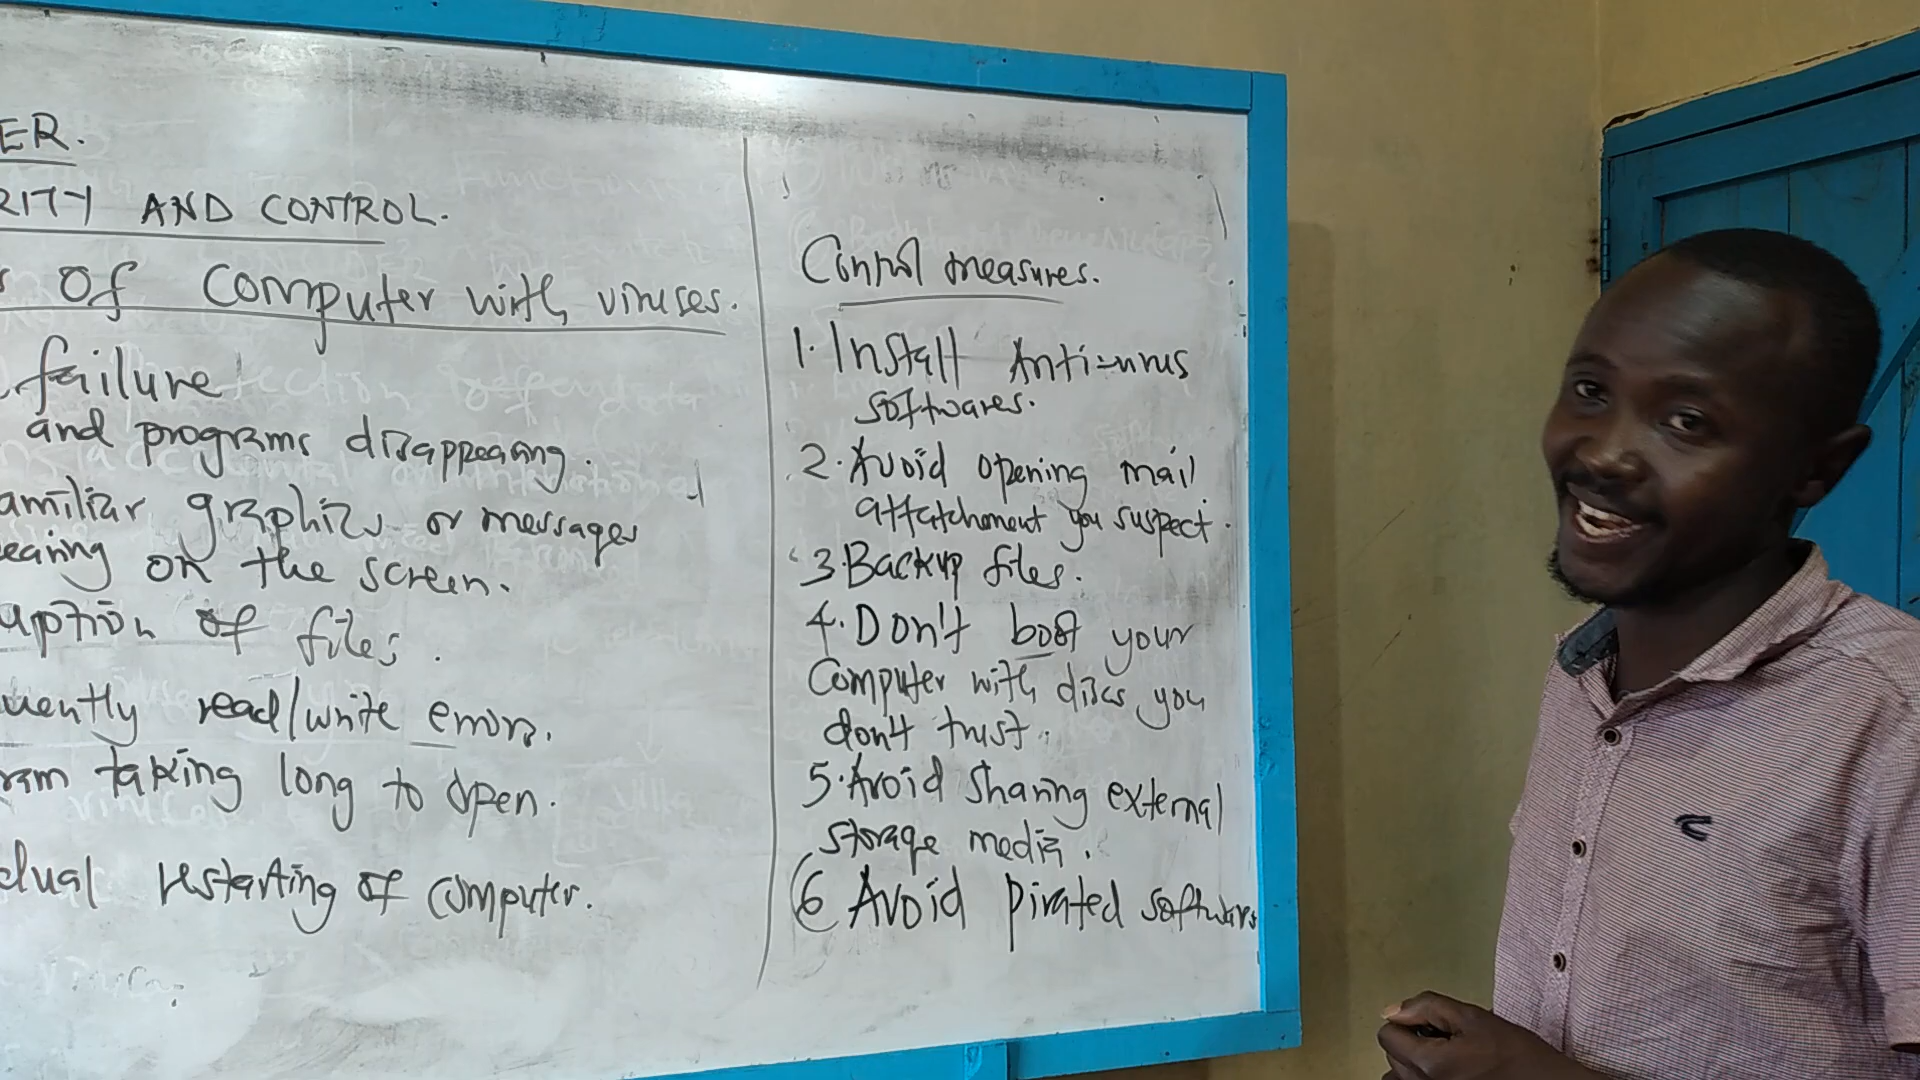 ER.
RITY AND CONTROL.
s of computer with viruses.
failure
and programs disappearing.
amiliar graphics or messages
earing on the screen.
uption of files.
uently read/write errors.
ram taking long to open.
dual restarting of computer.
Control measures.
1. Install Anti-virus
softwares.
2. Avoid opening mail
attatchement you suspect.
3. Backup files.
4. Don't boot your
computer with discs you
don't trust.
5. Avoid sharing external
storage media.
6 Avoid pirated software